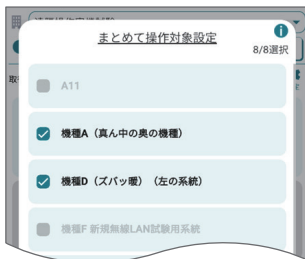 まとめて操作対象設定
8/8選択
A11
機種A（真ん中の奥の機種）
機種D（ズバッ暖）（左の系統）
機種F 新規無線LAN試験用系統